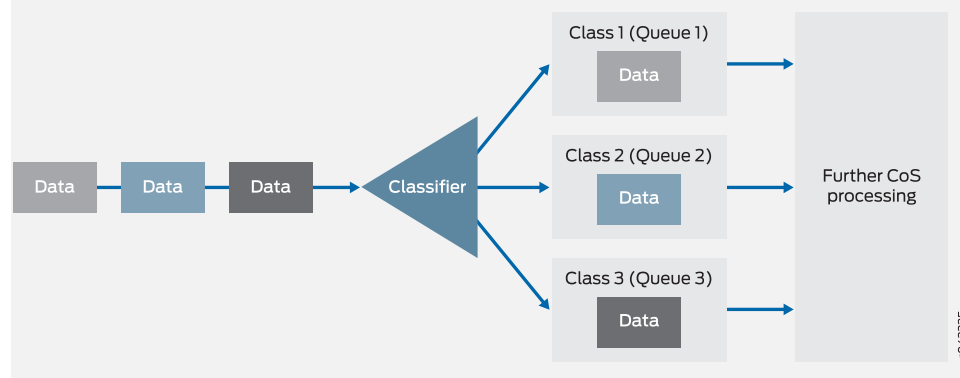 Class 1 (Queue 1)
Data
Class 2 (Queue 2)
Data
Data
Data
Classifier
Data
Further CoS
processing
Class 3 (Queue 3)
Data